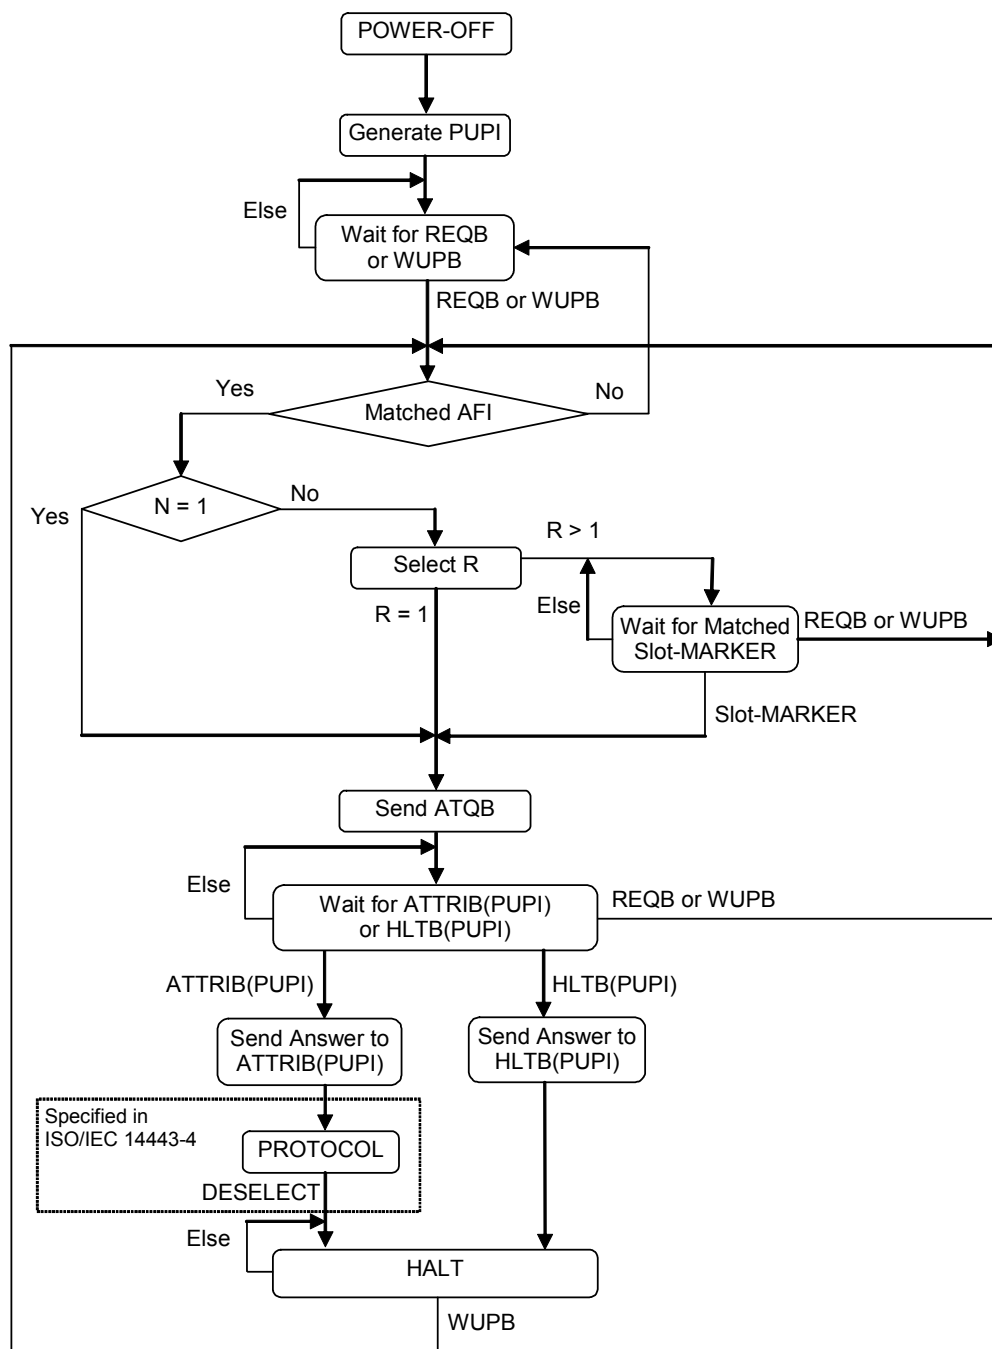 POWER-OFF
Generate PUPI
Else
Wait for REQB
or WUPB
REQB or WUPB
Yes
Matched AFI
No
N = 1
No
Yes
R > 1
Select R
R = 1
Else
Wait for Matched
Slot-MARKER
REQB or WUPB
Slot-MARKER
Send ATQB
Else
Wait for ATTRIB(PUPI)
or HLTB(PUPI)
REQB or WUPB
ATTRIB(PUPI)
HLTB(PUPI)
Send Answer to
ATTRIB(PUPI)
Send Answer to
HLTB(PUPI)
Specified in
ISO/IEC 14443-4
PROTOCOL
DESELECT
Else
HALT
WUPB